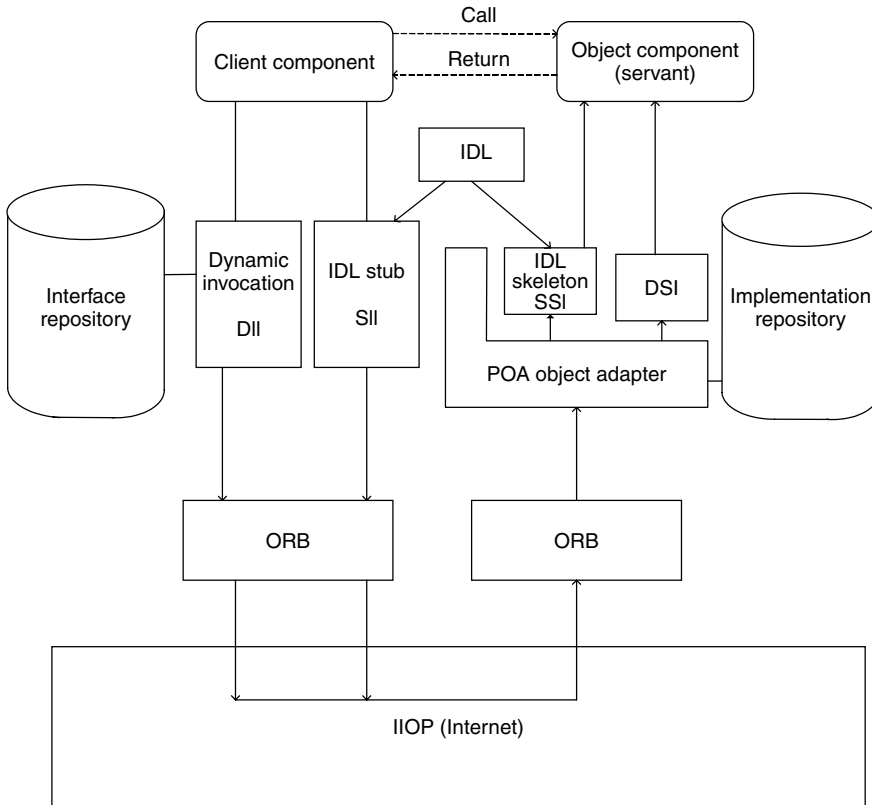 Call
Client component
Return
Object component
(servant)
IDL
Interface
repository
Dynamic
invocation
DII
IDL stub
SII
IDL
skeleton
SSI
DSI
Implementation
repository
POA object adapter
ORB
ORB
IIOP (Internet)